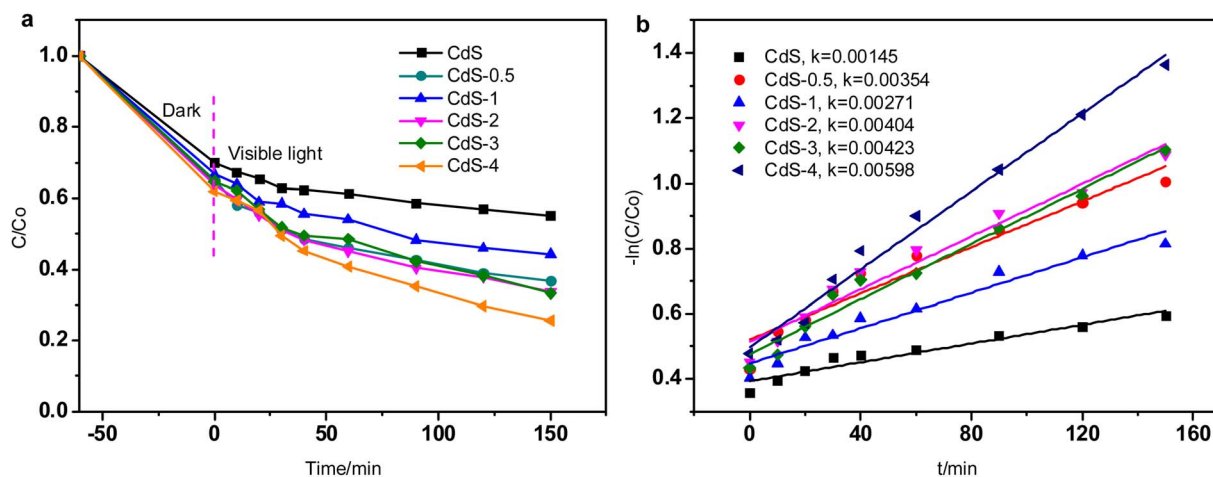 a
1.0
0.8
0.6
0.4
0.2
0.0
C/Co
-50
0
50
100
150
Time/min
Dark
Visible light
CdS
CdS-0.5
CdS-1
CdS-2
CdS-3
CdS-4
b
1.4
1.2
1.0
0.8
0.6
0.4
-ln(C/Co)
0
40
80
120
160
t/min
CdS, k=0.00145
CdS-0.5, k=0.00354
CdS-1, k=0.00271
CdS-2, k=0.00404
CdS-3, k=0.00423
CdS-4, k=0.00598